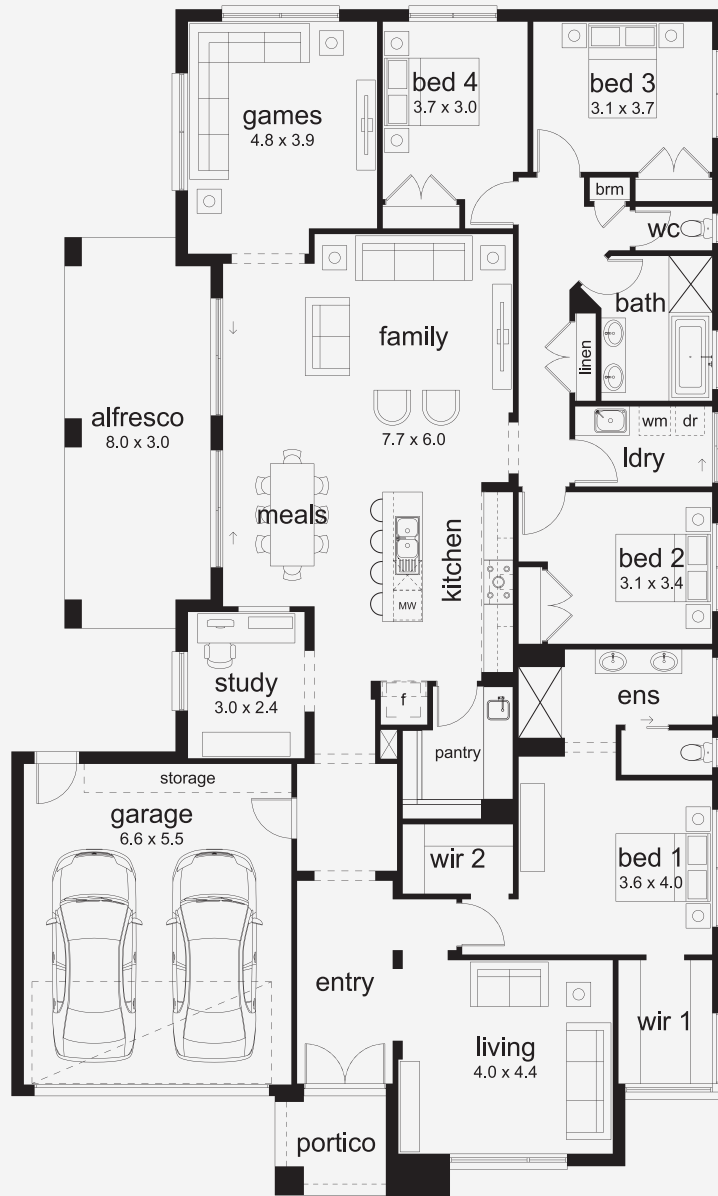 games
4.8 x 3.9
bed 4
3.7 x 3.0
bed 3
3.1 x 3.7
brm
wc
bath
family
linen
alfresco
8.0 x 3.0
7.7 x 6.0
wm
dr
ldry
meals
kitchen
bed 2
3.1 x 3.4
MW
study
3.0 x 2.4
f
ens
pantry
storage
garage
6.6 x 5.5
wir 2
bed 1
3.6 x 4.0
entry
living
4.0 x 4.4
wir 1
portico